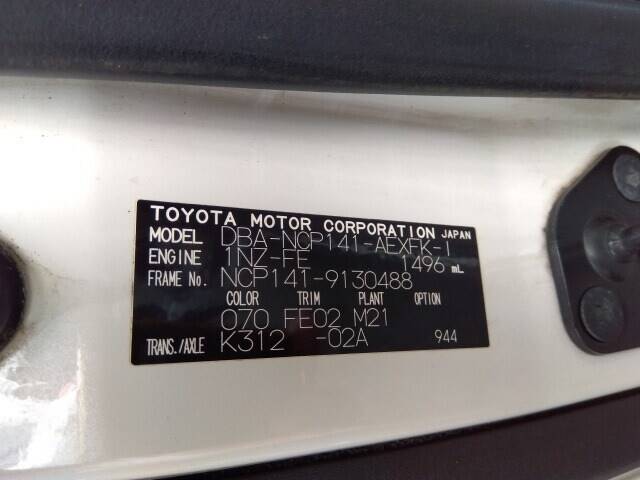 TOYOTA MOTOR CORPORATION JAPAN
MODEL DBA-NCP141-AEXFK-I
ENGINE 1NZ-FE 1496 mL
FRAME No. NCP141-9130488
COLOR TRIM PLANT OPTION
070 FE02 M21
TRANS./AXLE K312 -02A 944